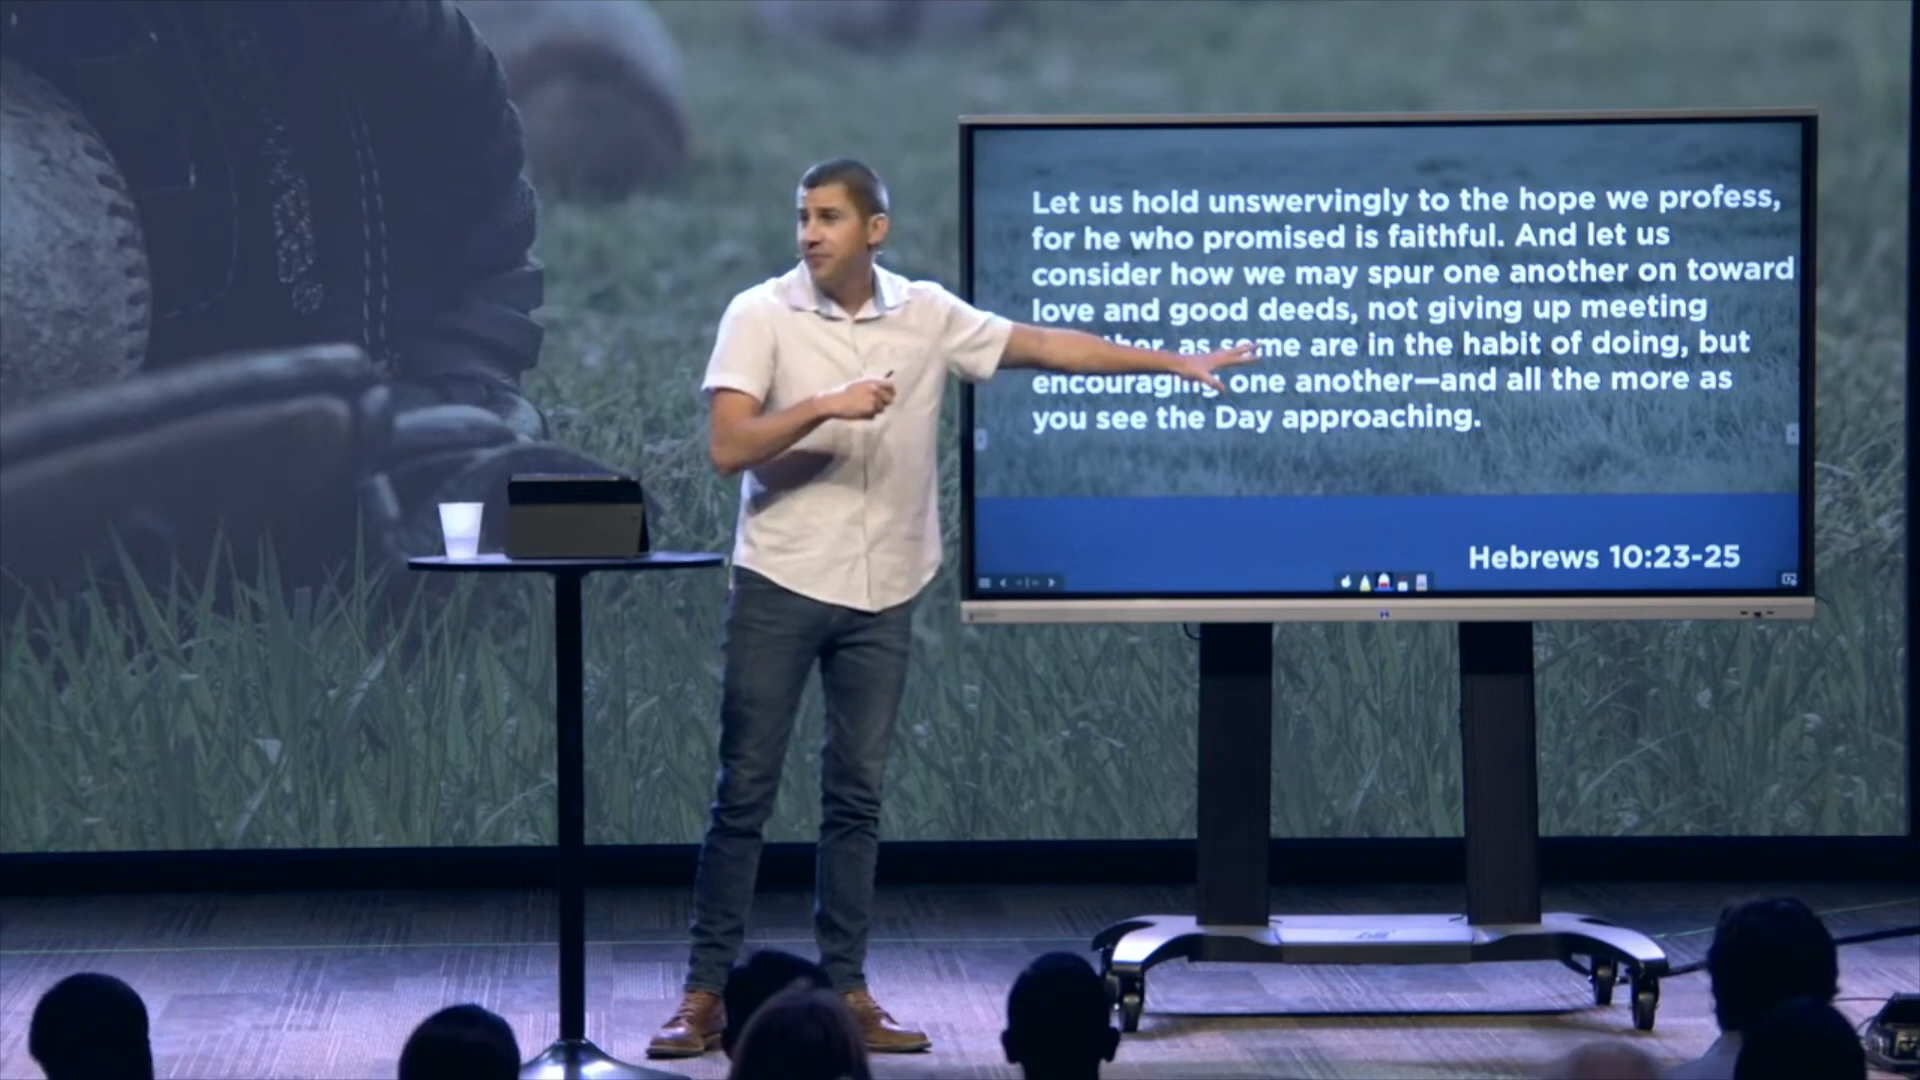 Let us hold unswervingly to the hope we profess,
for he who promised is faithful. And let us
consider how we may spur one another on toward
love and good deeds, not giving up meeting
as some are in the habit of doing, but
encouraging one another—and all the more as
you see the Day approaching.
Hebrews 10:23-25